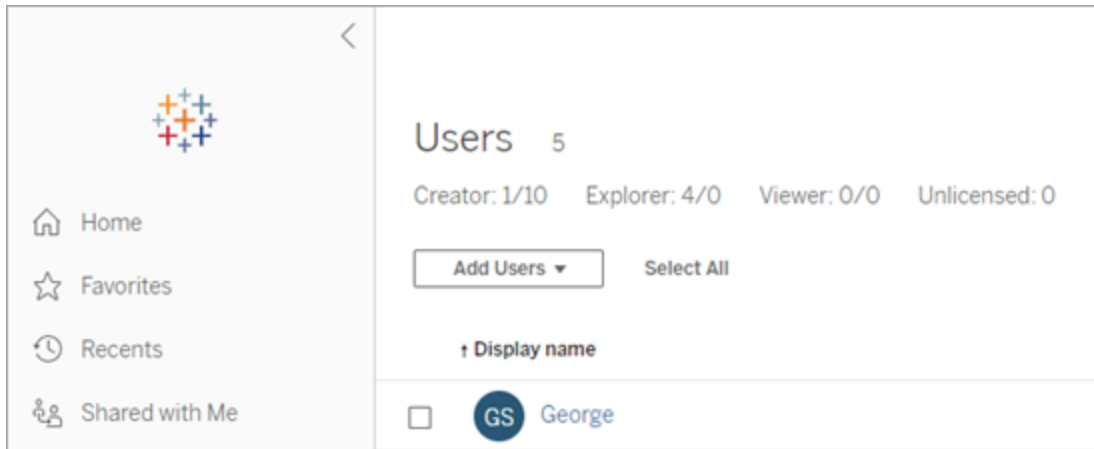 Home
Favorites
Recents
Shared with Me
Users 5
Creator: 1/10 Explorer: 4/0 Viewer: 0/0 Unlicensed: 0
Add Users Select All
↑ Display name
GS George